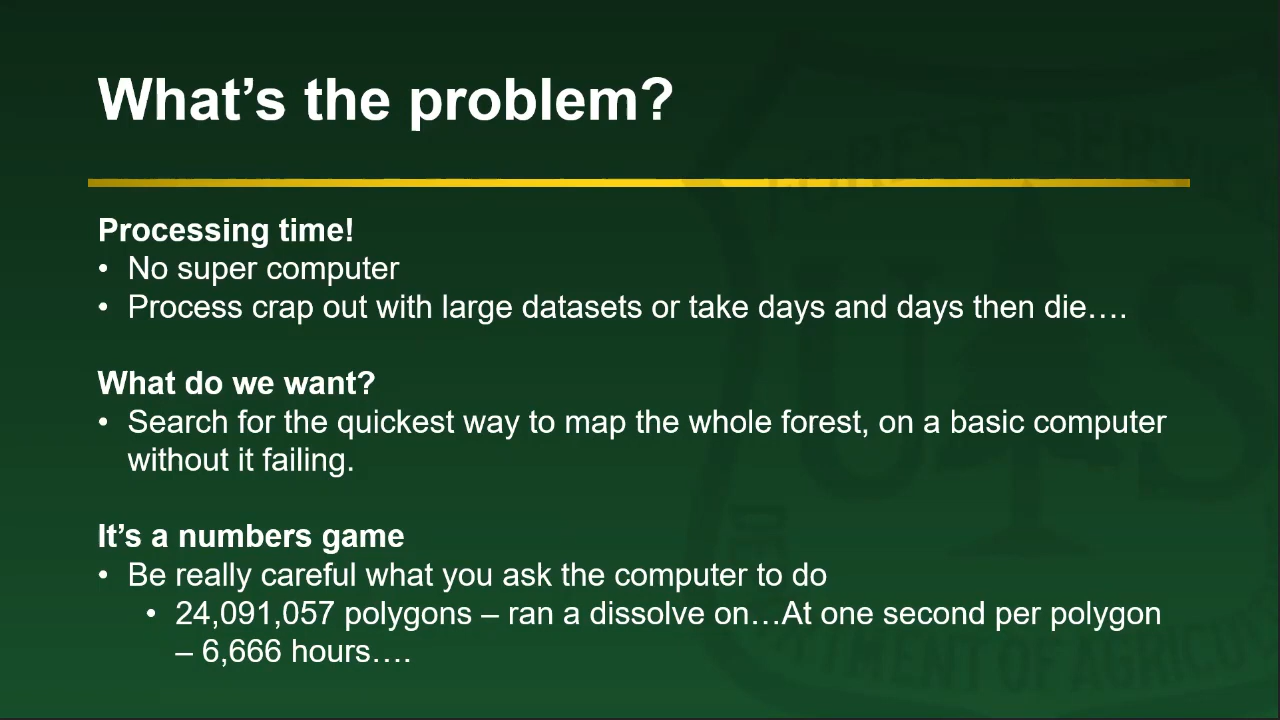 What's the problem?
Processing time!
• No super computer
• Process crap out with large datasets or take days and days then die….
What do we want?
• Search for the quickest way to map the whole forest, on a basic computer
without it failing.
It's a numbers game
• Be really careful what you ask the computer to do
• 24,091,057 polygons – ran a dissolve on…At one second per polygon
– 6,666 hours….
FOREST SERVICE
U S